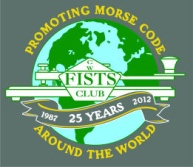 PROMOTING MORSE CODE
CW
FISTS
CLUB
1987 25 YEARS 2012
AROUND THE WORLD